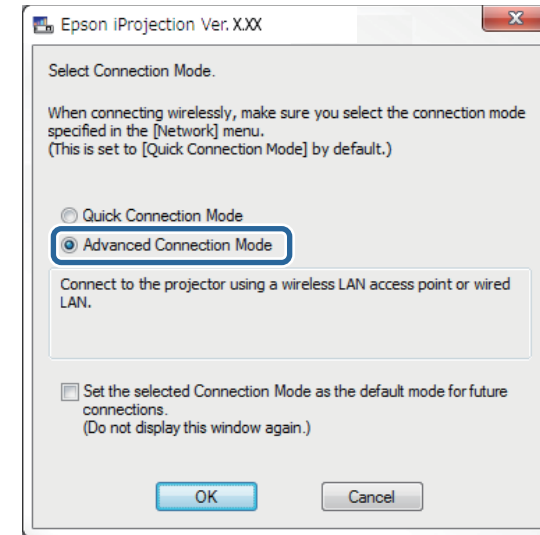 Epson iProjection Ver. X.XX
Select Connection Mode.
When connecting wirelessly, make sure you select the connection mode
specified in the [Network] menu.
(This is set to [Quick Connection Mode] by default.)
Quick Connection Mode
Advanced Connection Mode
Connect to the projector using a wireless LAN access point or wired
LAN.
Set the selected Connection Mode as the default mode for future
connections.
(Do not display this window again.)
OK
Cancel